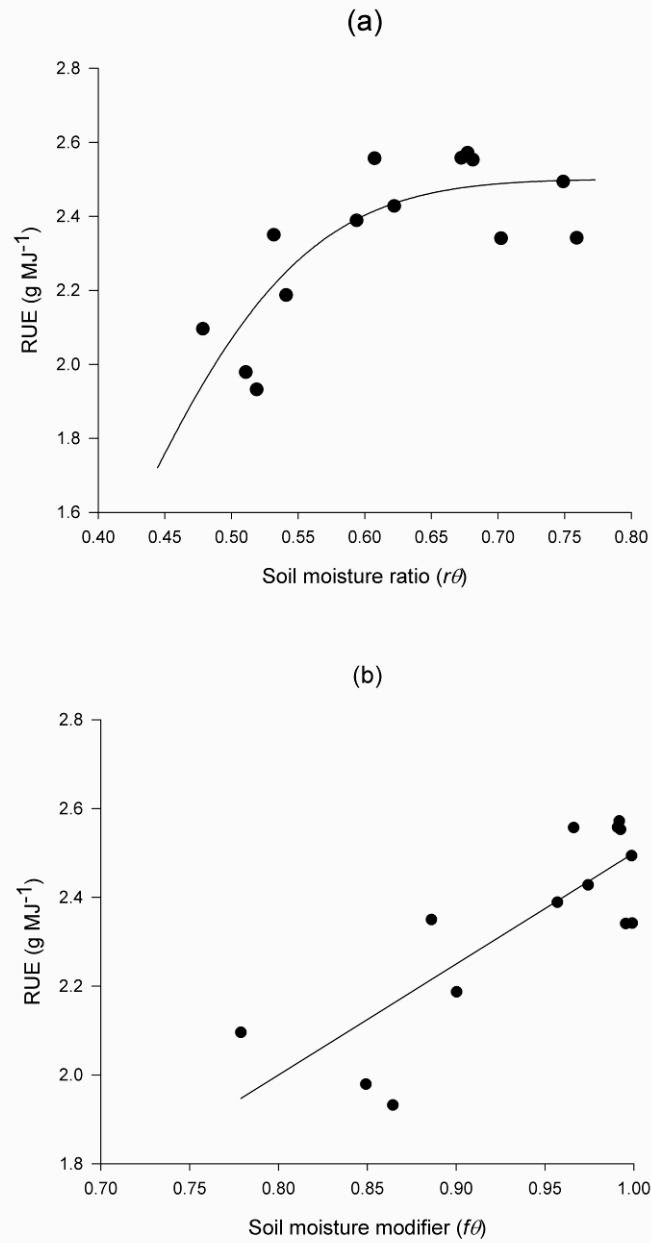 (a)
2.8
2.6
2.4
2.2
2.0
1.8
1.6
RUE (g MJ⁻¹)
0.40 0.45 0.50 0.55 0.60 0.65 0.70 0.75 0.80
Soil moisture ratio (rθ)
(b)
2.8
2.6
2.4
2.2
2.0
1.8
RUE (g MJ⁻¹)
0.70 0.75 0.80 0.85 0.90 0.95 1.00
Soil moisture modifier (fθ)